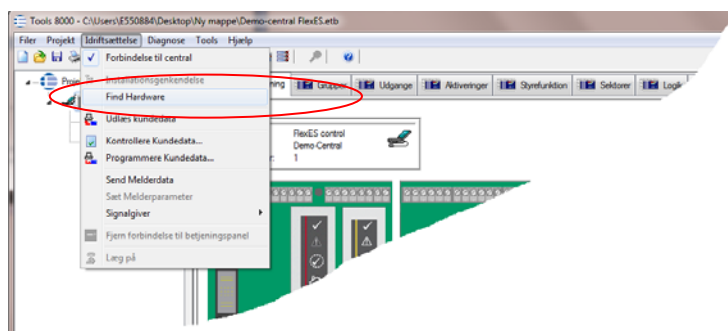 Tools 8000 - C:\Users\E550884\Desktop\Ny mappe\Demo-central FlexES.etb
Filer Projekt Idriftsættelse Diagnose Tools Hjælp
Forbindelse til central
Installationsgenkendelse
Find Hardware
Udlæs kundedata
Kontrollere Kundedata...
Programmere Kundedata...
Send Melderdata
Sæt Melderparameter
Signalgiver
Fjern forbindelse til betjeningspanel
Læg på
Grupper Udgange Aktiveringer Styrefunktion Sektorer Logik
FlexES control
Demo-Central
1